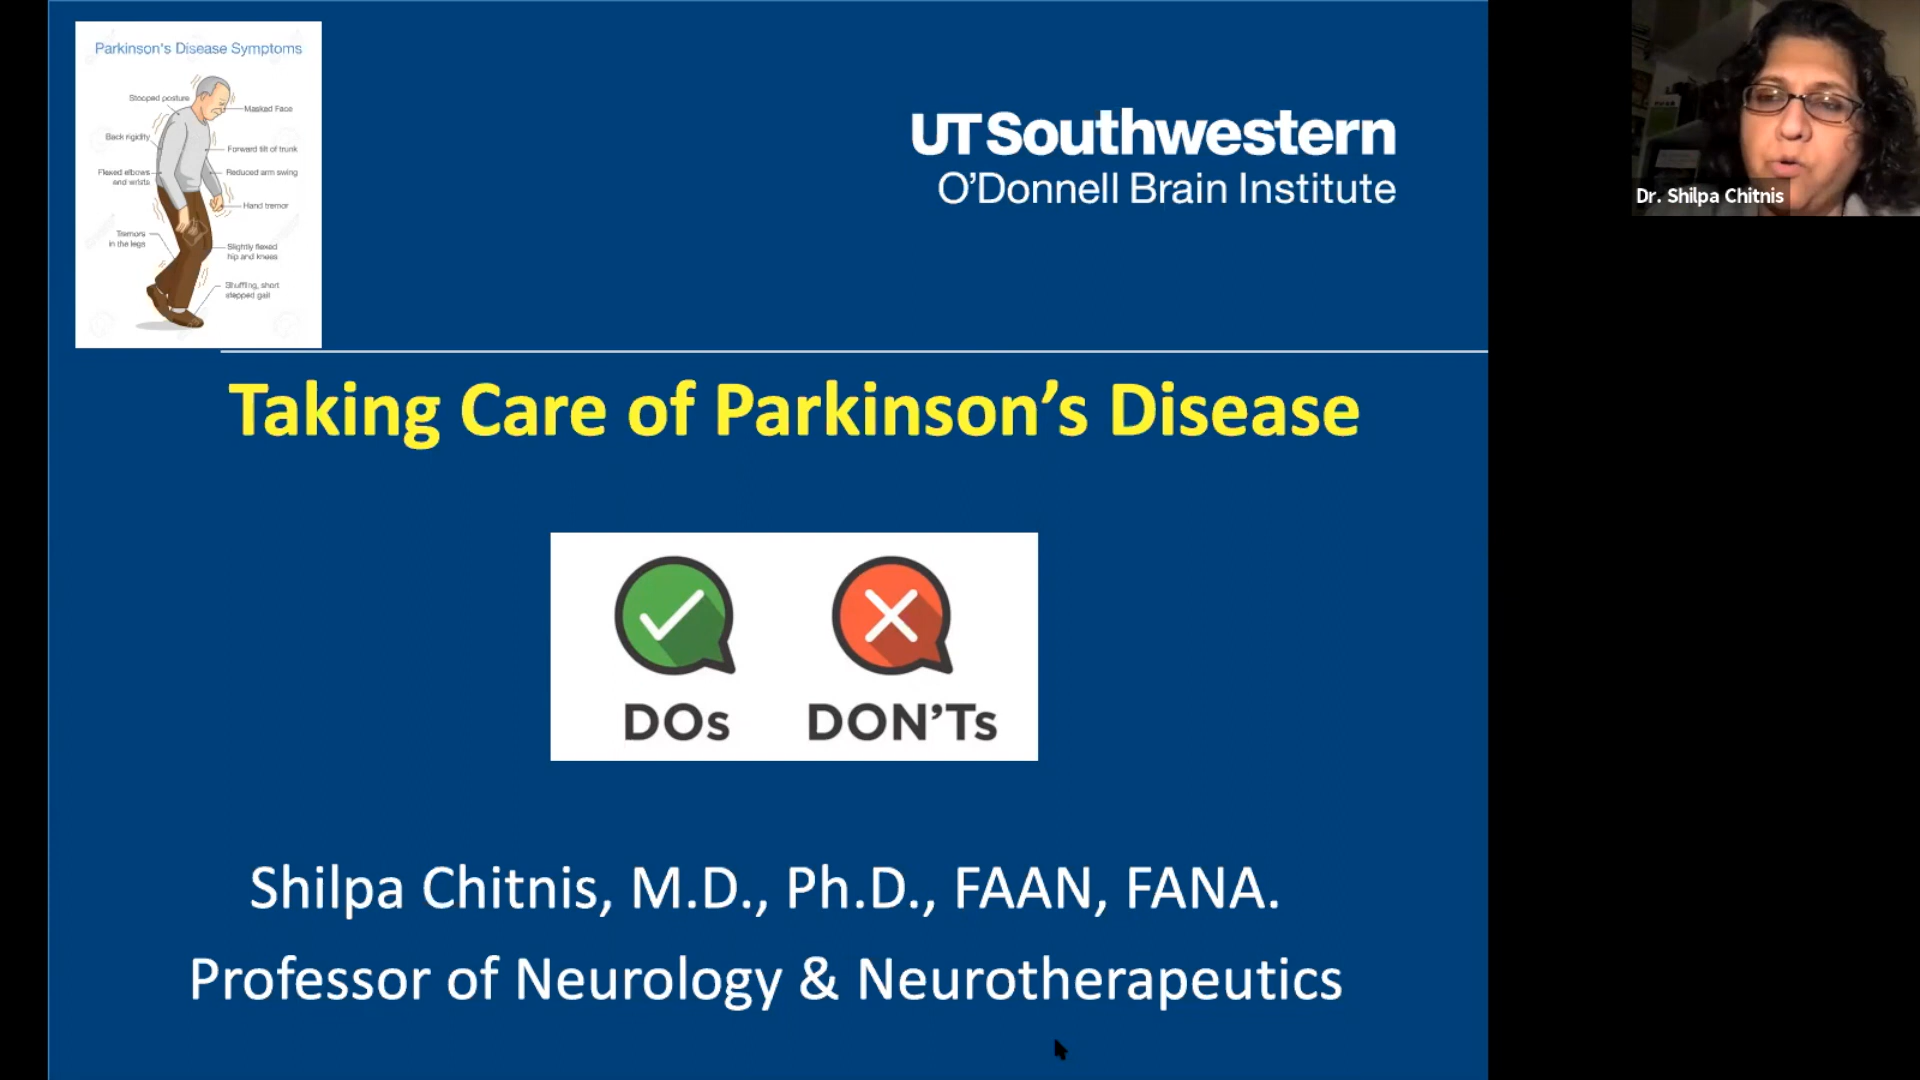 Parkinson's Disease Symptoms
Stooped posture
Masked Face
Back rigidity
Forward tilt of trunk
Flexed elbows
and wrists
Reduced arm swing
Hand tremor
Tremors
in the legs
Slightly flexed
hip and knees
Shuffling, short
stepped gait
UT Southwestern
O'Donnell Brain Institute
Dr. Shilpa Chitnis
Taking Care of Parkinson's Disease
DOs DON'Ts
Shilpa Chitnis, M.D., Ph.D., FAAN, FANA.
Professor of Neurology & Neurotherapeutics